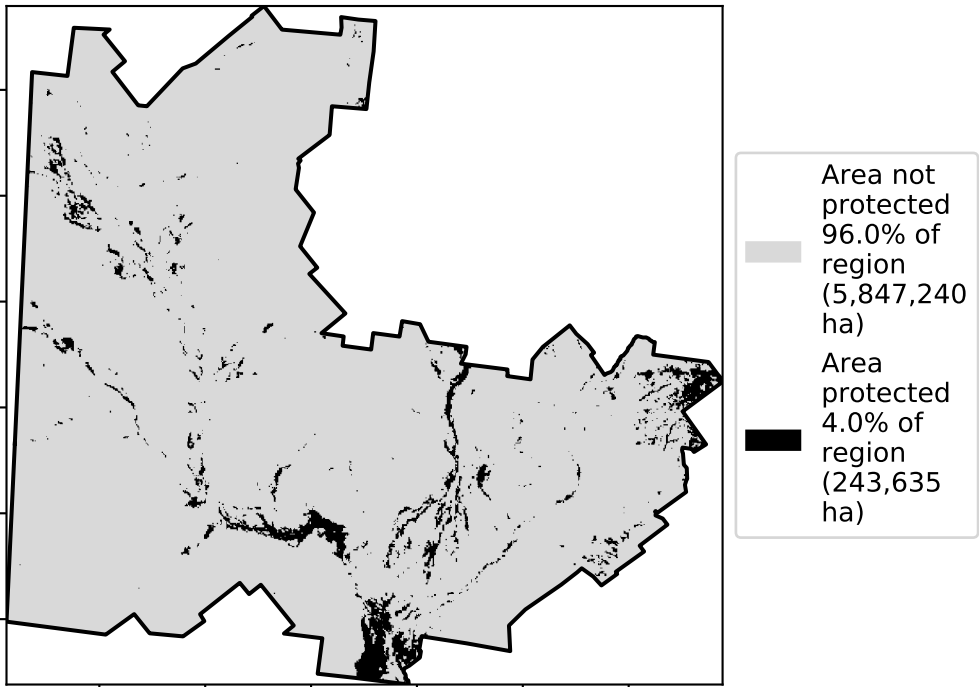 Area not
protected
96.0% of
region
(5,847,240
ha)
Area
protected
4.0% of
region
(243,635
ha)